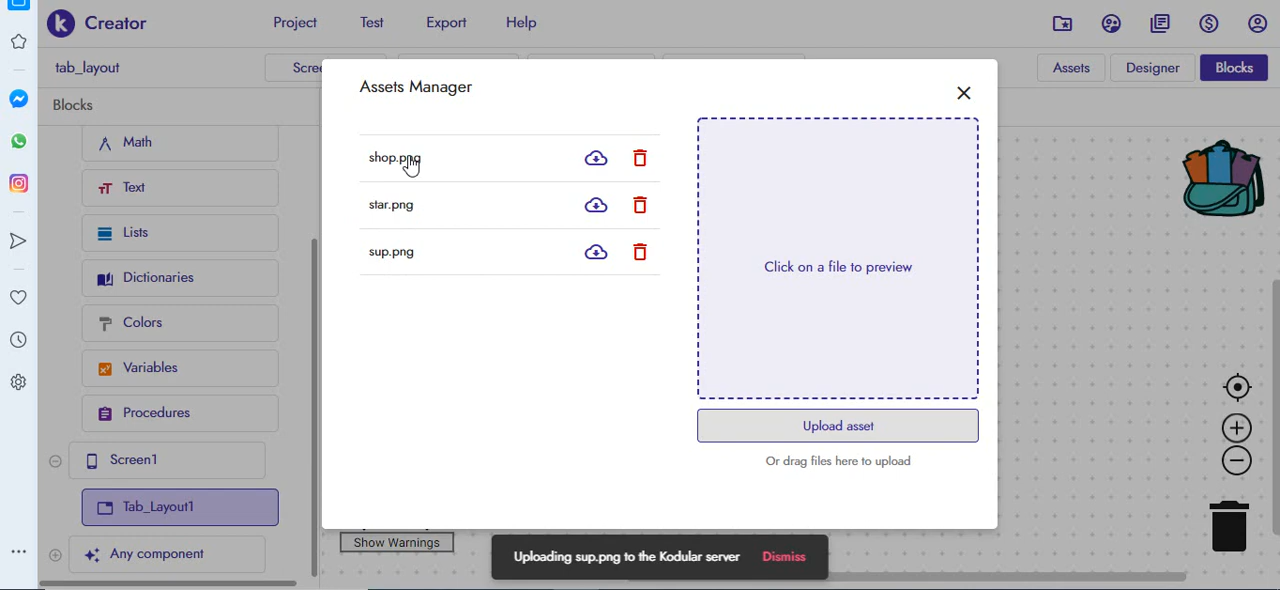 Creator
Project Test Export Help
tab_layout
Scree
Assets Designer Blocks
Blocks
Math
Text
Lists
Dictionaries
Colors
Variables
Procedures
Screen1
Tab_Layout1
Any component
Assets Manager
shop.png
star.png
sup.png
Click on a file to preview
Upload asset
Or drag files here to upload
Show Warnings
Uploading sup.png to the Kodular server Dismiss